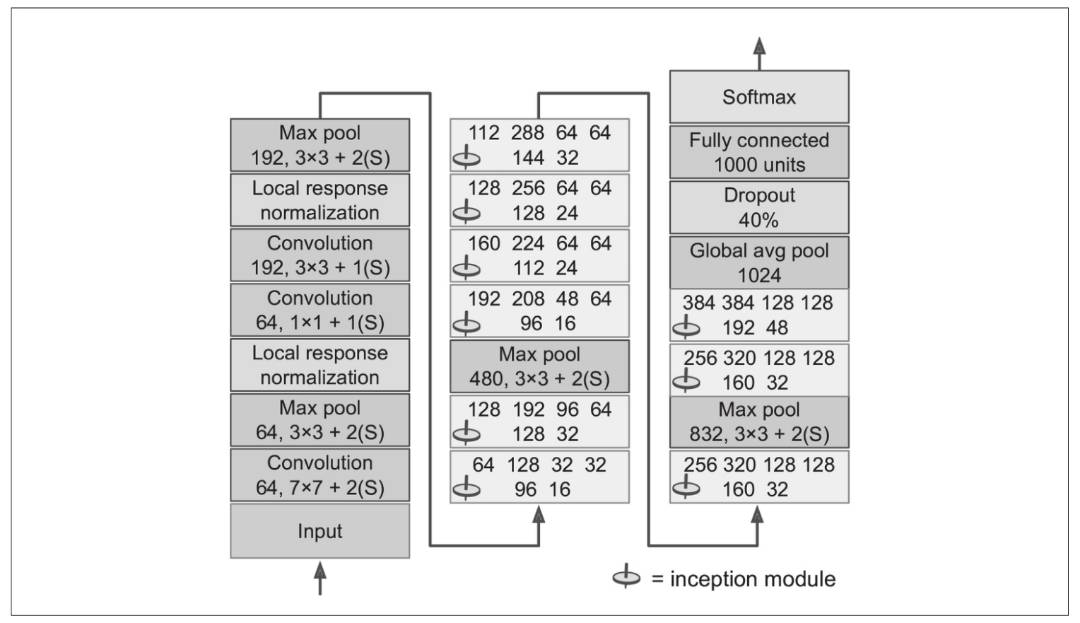 Max pool
192, 3×3 + 2(S)
Local response
normalization
Convolution
192, 3×3 + 1(S)
Convolution
64, 1×1 + 1(S)
Local response
normalization
Max pool
64, 3×3 + 2(S)
Convolution
64, 7×7 + 2(S)
Input
112 288 64 64
144 32
128 256 64 64
128 24
160 224 64 64
112 24
192 208 48 64
96 16
Max pool
480, 3×3 + 2(S)
128 192 96 64
128 32
64 128 32 32
96 16
Softmax
Fully connected
1000 units
Dropout
40%
Global avg pool
1024
384 384 128 128
192 48
256 320 128 128
160 32
Max pool
832, 3×3 + 2(S)
256 320 128 128
160 32
= inception module